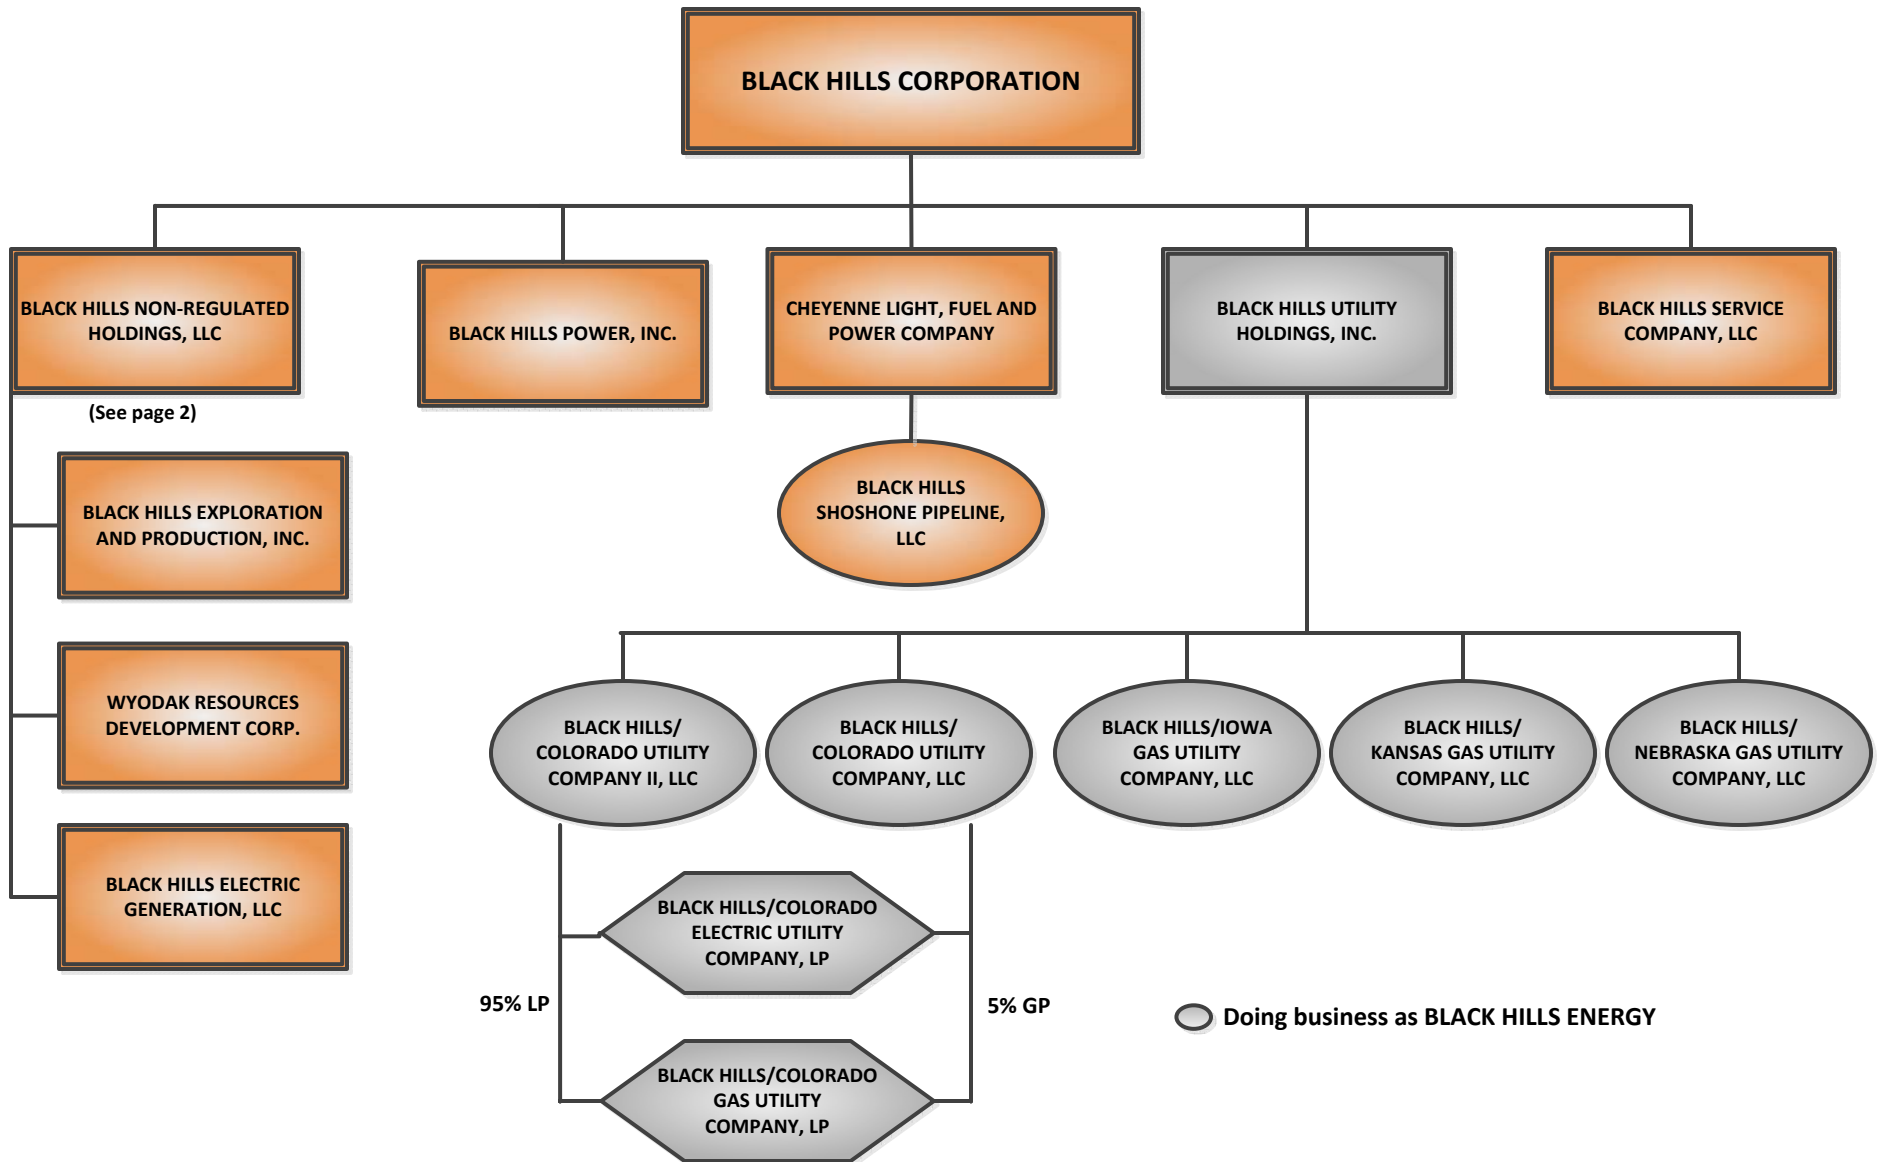 BLACK HILLS CORPORATION
BLACK HILLS NON-REGULATED
HOLDINGS, LLC
(See page 2)
BLACK HILLS POWER, INC.
CHEYENNE LIGHT, FUEL AND
POWER COMPANY
BLACK HILLS UTILITY
HOLDINGS, INC.
BLACK HILLS SERVICE
COMPANY, LLC
BLACK HILLS EXPLORATION
AND PRODUCTION, INC.
BLACK HILLS
SHOSHONE PIPELINE,
LLC
WYODAK RESOURCES
DEVELOPMENT CORP.
BLACK HILLS ELECTRIC
GENERATION, LLC
BLACK HILLS/
COLORADO UTILITY
COMPANY II, LLC
BLACK HILLS/
COLORADO UTILITY
COMPANY, LLC
BLACK HILLS/IOWA
GAS UTILITY
COMPANY, LLC
BLACK HILLS/
KANSAS GAS UTILITY
COMPANY, LLC
BLACK HILLS/
NEBRASKA GAS UTILITY
COMPANY, LLC
BLACK HILLS/COLORADO
ELECTRIC UTILITY
COMPANY, LP
95% LP
5% GP
BLACK HILLS/COLORADO
GAS UTILITY
COMPANY, LP
Doing business as BLACK HILLS ENERGY